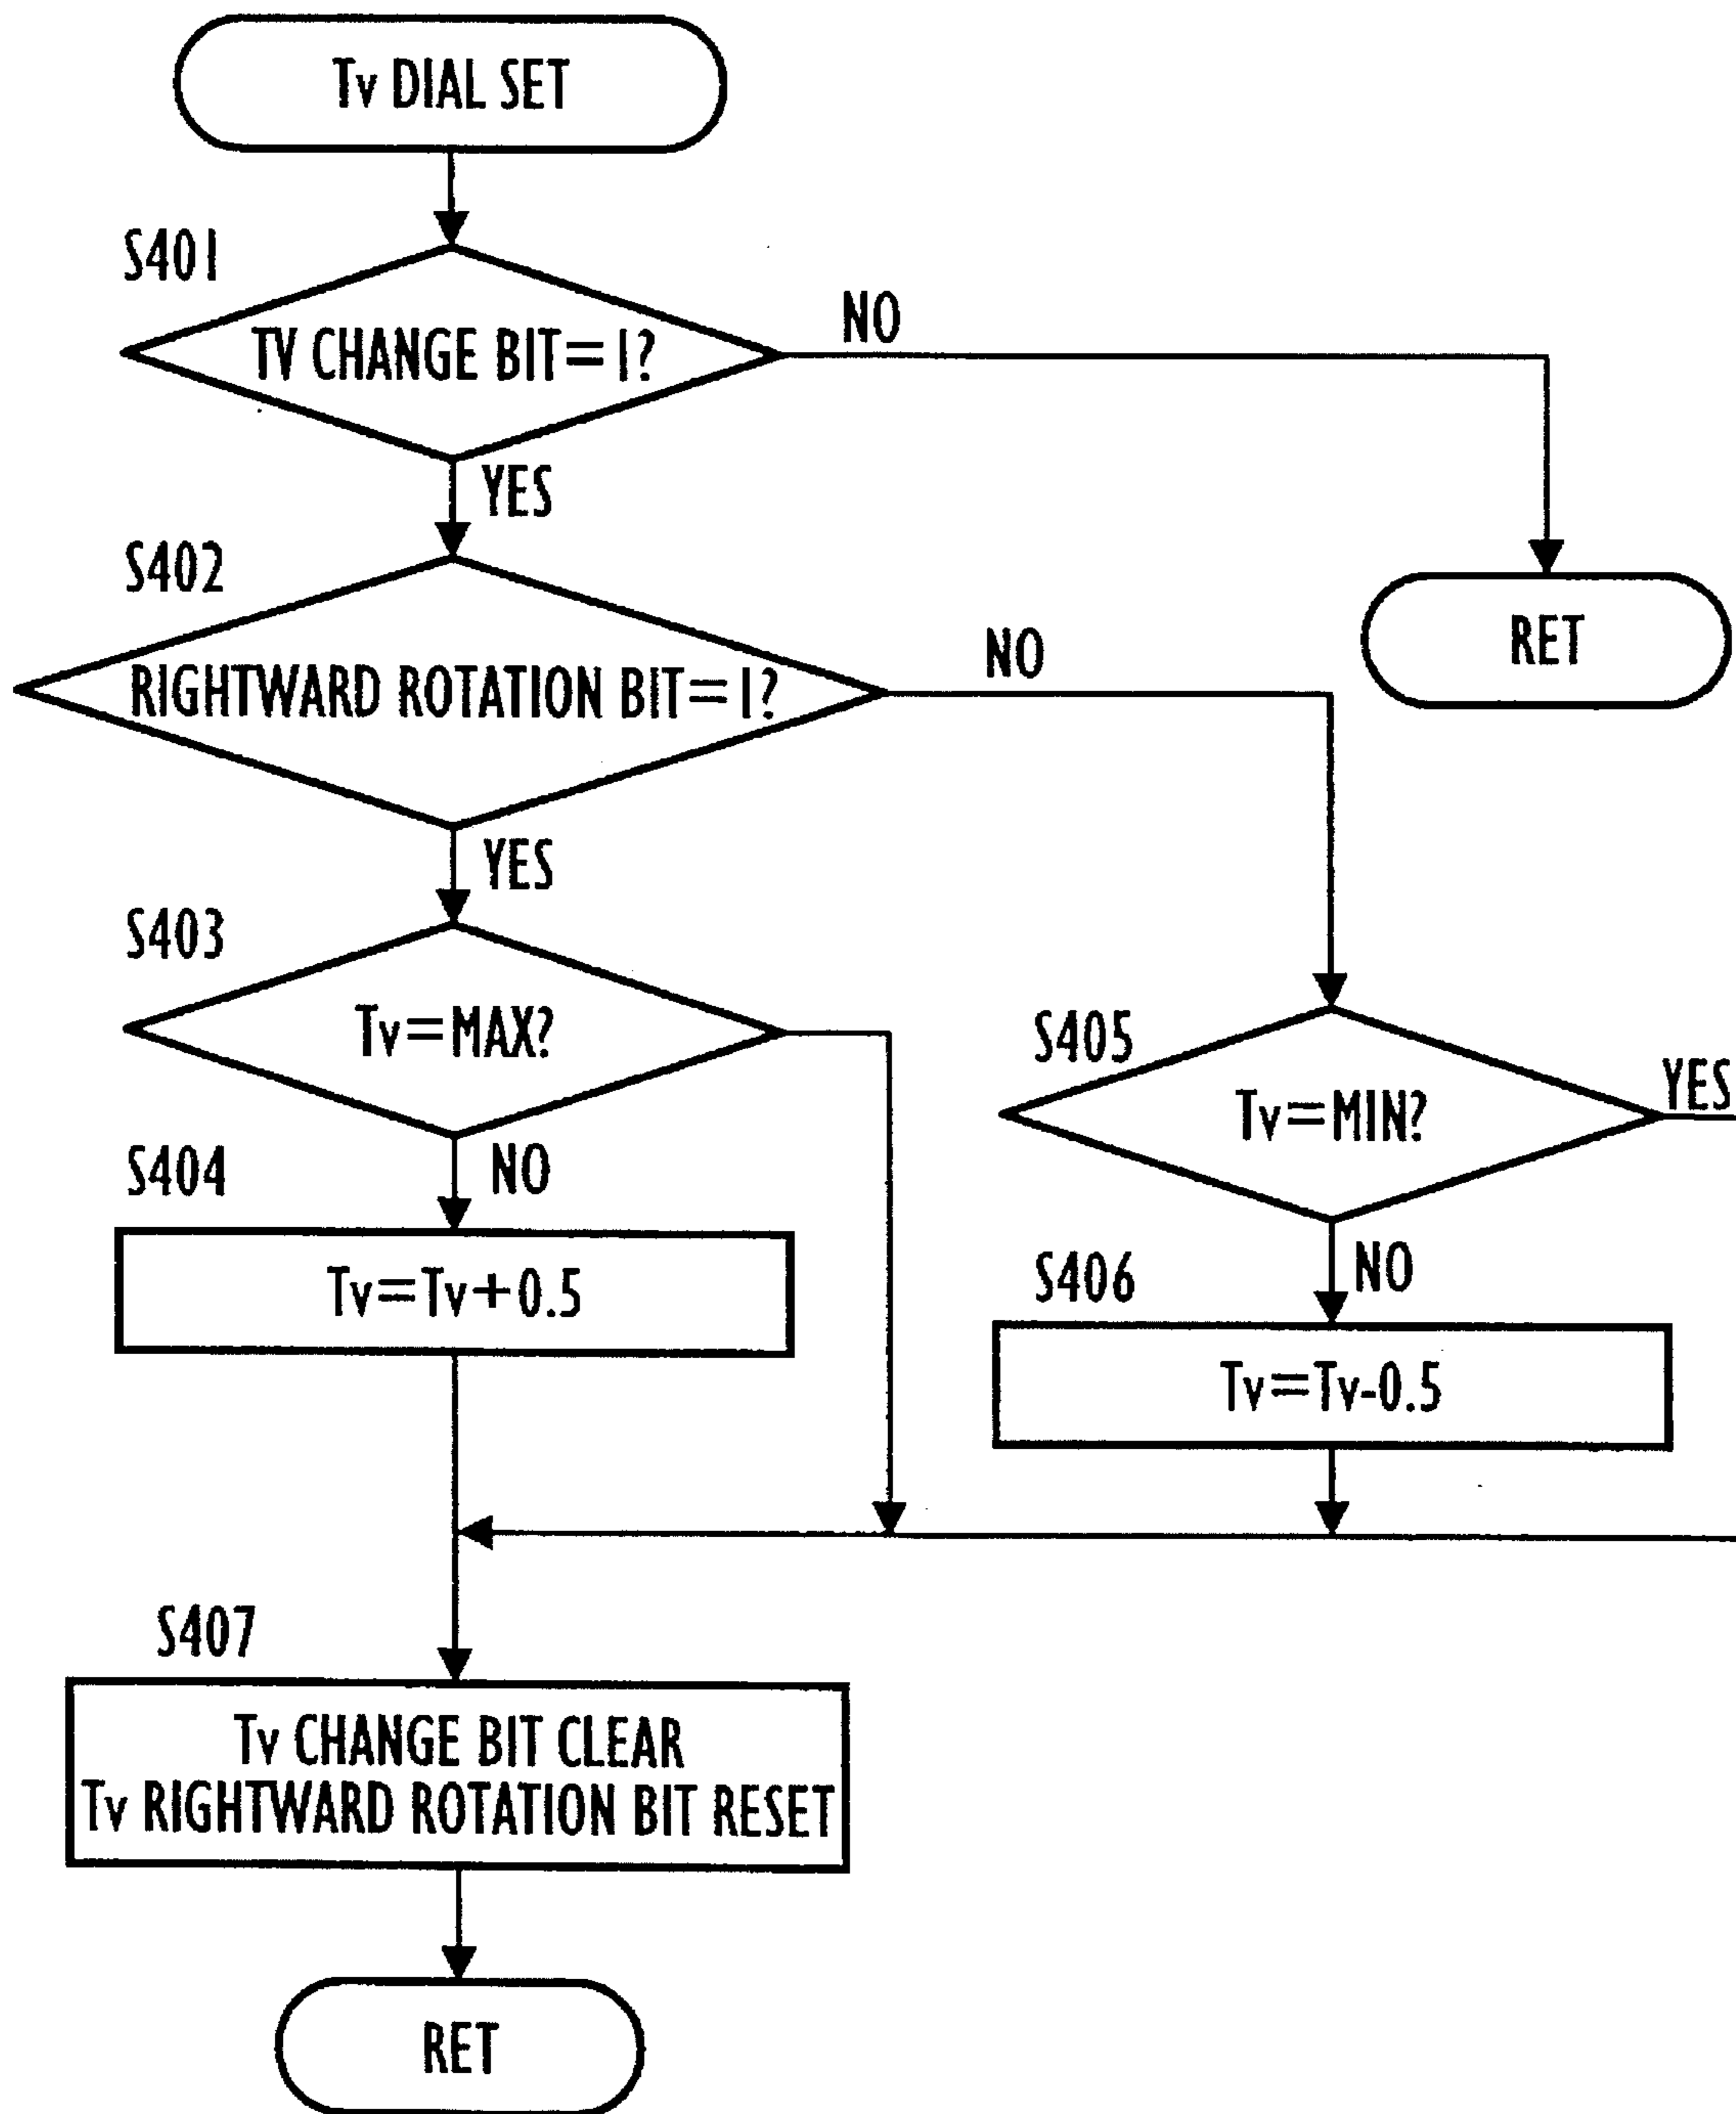 Tv DIAL SET
S401
TV CHANGE BIT=1?
NO
YES
S402
RIGHTWARD ROTATION BIT=1?
NO
RET
YES
S403
Tv=MAX?
S405
Tv=MIN?
YES
NO
S404
Tv=Tv+0.5
NO
S406
Tv=Tv-0.5
S407
Tv CHANGE BIT CLEAR
Tv RIGHTWARD ROTATION BIT RESET
RET